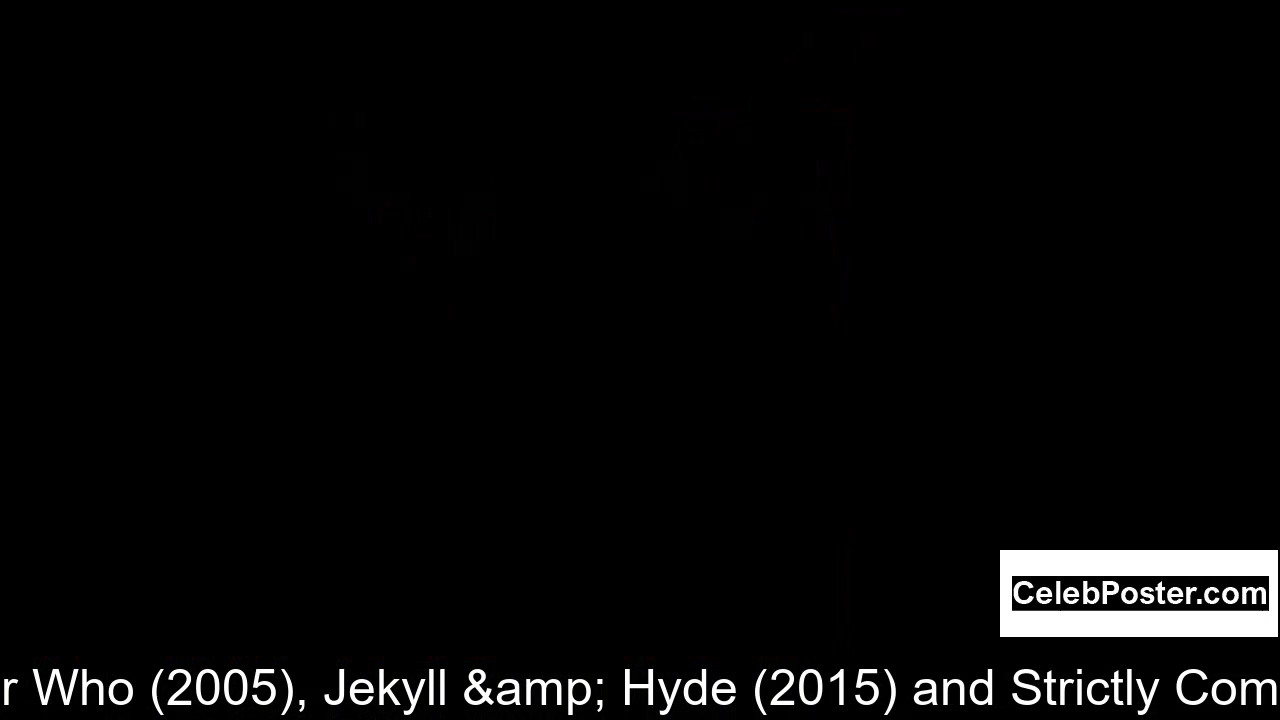 CelebPoster.com
r Who (2005), Jekyll &amp; Hyde (2015) and Strictly Com